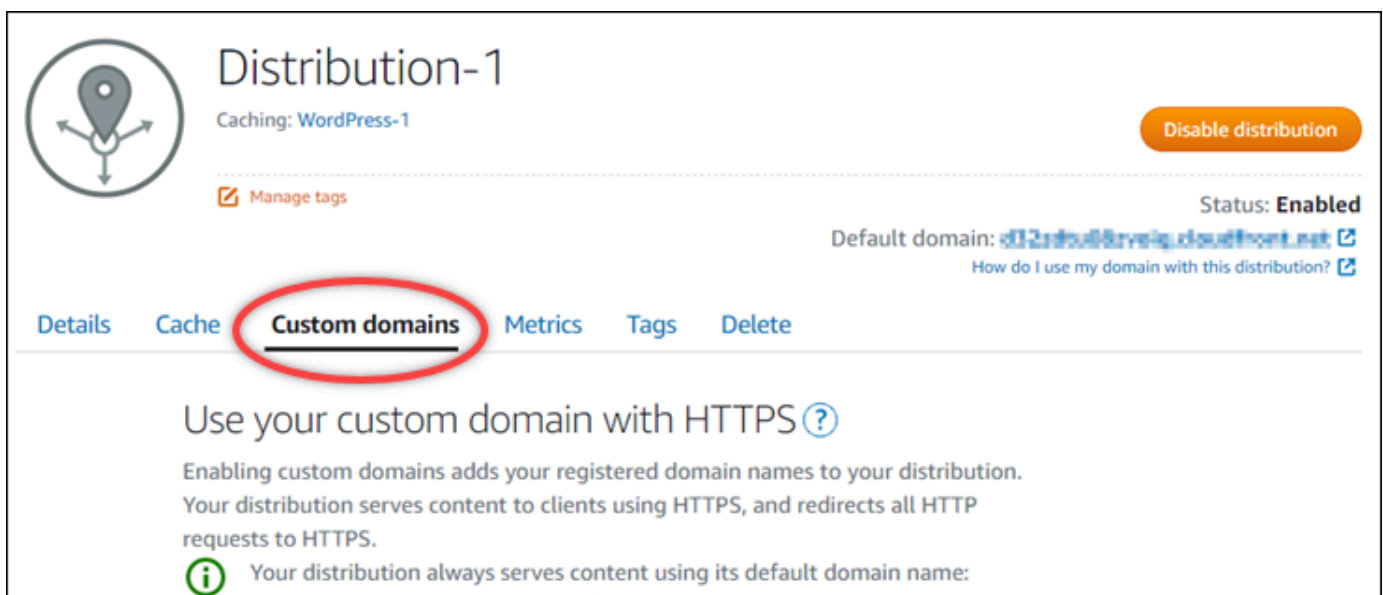 Distribution-1
Caching: WordPress-1
Disable distribution
Manage tags
Status: Enabled
Default domain:
How do I use my domain with this distribution?
Details Cache Custom domains Metrics Tags Delete
Use your custom domain with HTTPS ?
Enabling custom domains adds your registered domain names to your distribution.
Your distribution serves content to clients using HTTPS, and redirects all HTTP
requests to HTTPS.
Your distribution always serves content using its default domain name: